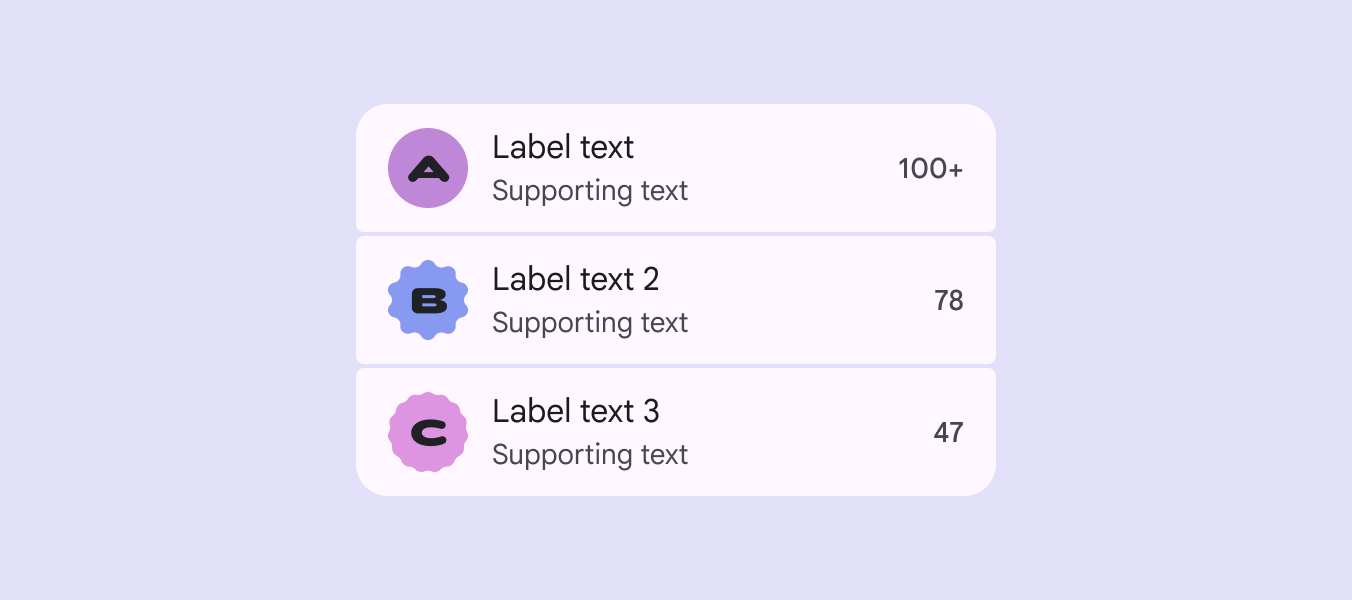 A
Label text
Supporting text
100+
B
Label text 2
Supporting text
78
C
Label text 3
Supporting text
47